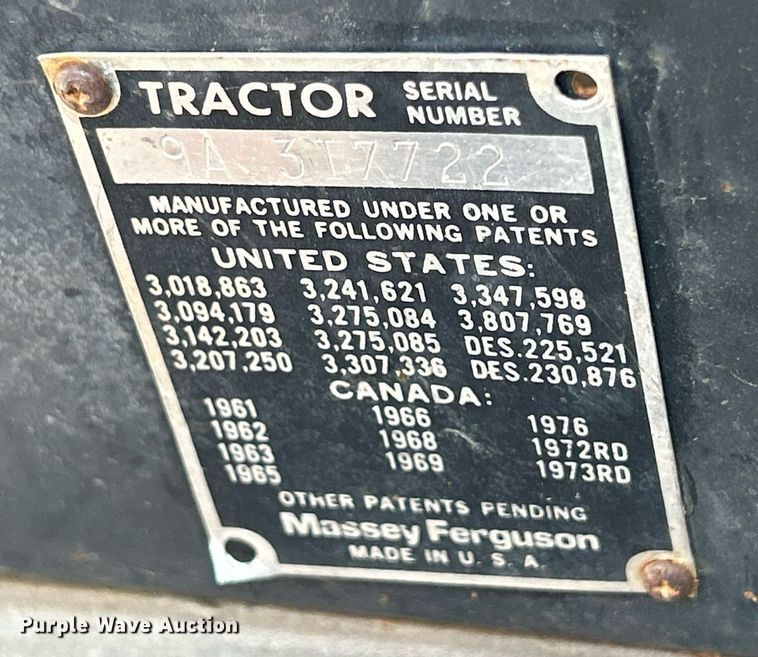 TRACTOR SERIAL NUMBER
9A 317722
MANUFACTURED UNDER ONE OR
MORE OF THE FOLLOWING PATENTS
UNITED STATES:
3,018,863 3,241,621 3,347,598
3,094,179 3,275,084 3,807,769
3,142,203 3,275,085 DES.225,521
3,207,250 3,307,336 DES.230,876
CANADA:
1961 1966 1976
1962 1968 1972RD
1963 1969 1973RD
1965
OTHER PATENTS PENDING
Massey Ferguson
MADE IN U.S.A.
Purple Wave Auction